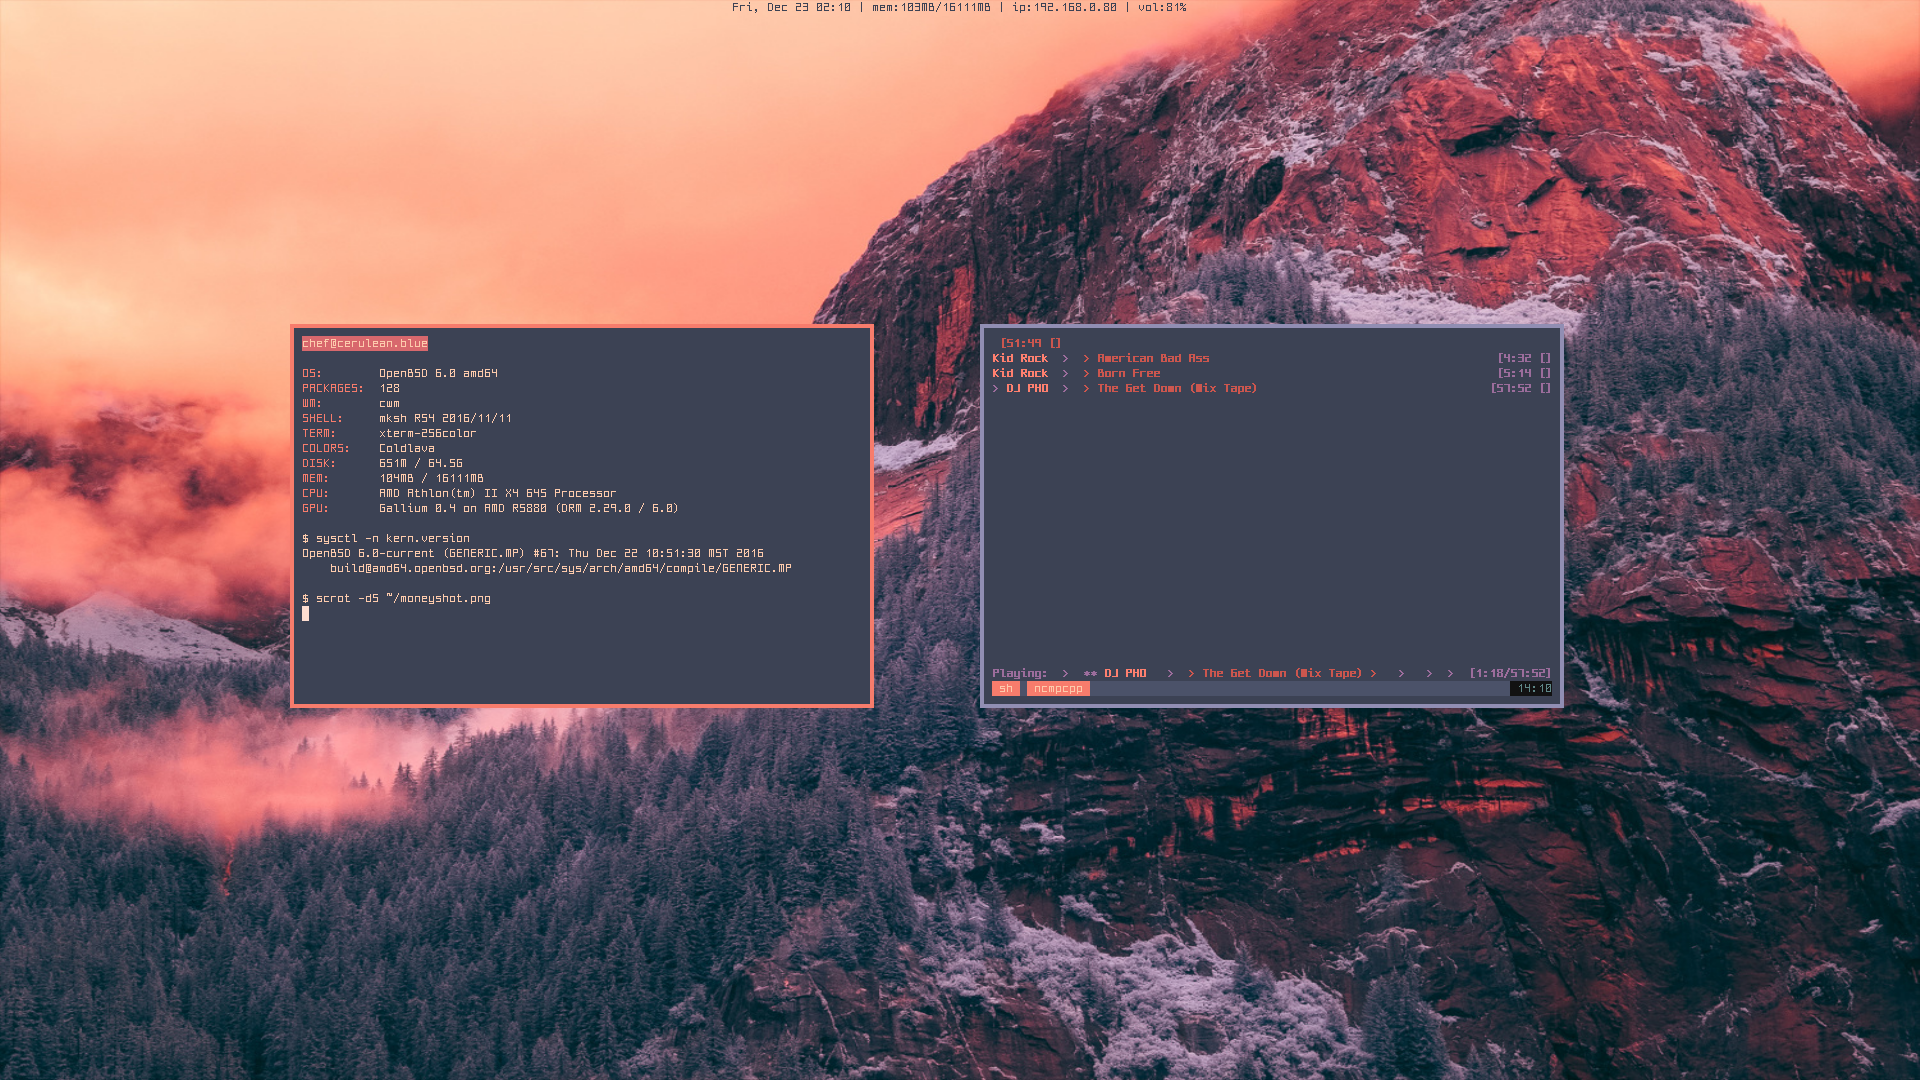 Fri, Dec 23 02:10 | mem:103MB/16111MB | ip:192.168.0.80 | vol:81%
chef@cerulean.blue
OS: OpenBSD 6.0 amd64
PACKAGES: 128
WM: cwm
SHELL: mksh R54 2016/11/11
TERM: xterm-256color
COLORS: Coldlava
DISK: 651M / 64.5G
MEM: 104MB / 16111MB
CPU: AMD Athlon(tm) II X4 645 Processor
GPU: Gallium 0.4 on AMD RS880 (DRM 2.29.0 / 6.0)
$ sysctl -n kern.version
OpenBSD 6.0-current (GENERIC.MP) #67: Thu Dec 22 10:51:30 MST 2016
build@amd64.openbsd.org:/usr/src/sys/arch/amd64/compile/GENERIC.MP
$ scrot -d5 ~/moneyshot.png
[51:49 []
Kid Rock > > American Bad Ass [4:32 []
Kid Rock > > Born Free [5:14 []
> DJ PHO > > The Get Down (Mix Tape) [57:52 []
Playing: > ** DJ PHO > > The Get Down (Mix Tape) > > > > [1:18/57:52]
sh ncmpcpp 14:10